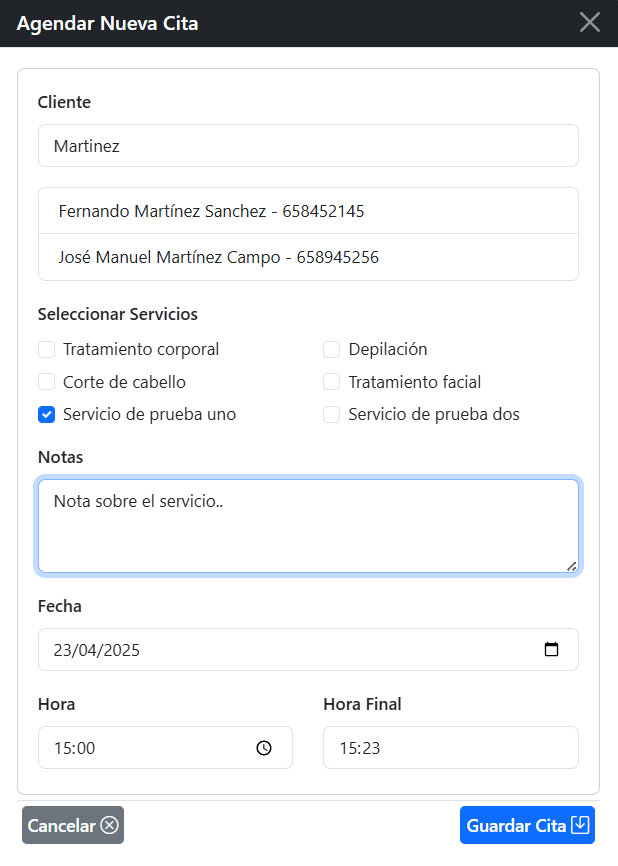 Agendar Nueva Cita
Cliente
Martinez
Fernando Martínez Sanchez - 658452145
José Manuel Martínez Campo - 658945256
Seleccionar Servicios
Tratamiento corporal
Depilación
Corte de cabello
Tratamiento facial
Servicio de prueba uno
Servicio de prueba dos
Notas
Nota sobre el servicio..
Fecha
23/04/2025
Hora
Hora Final
15:00
15:23
Cancelar
Guardar Cita